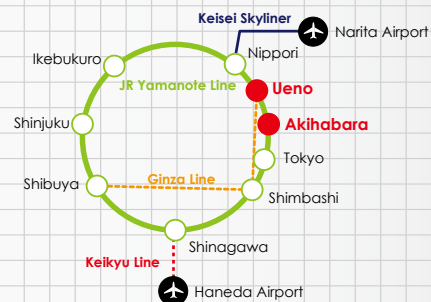 Keisei Skyliner
Narita Airport
Nippori
Ikebukuro
JR Yamanote Line
Ueno
Shinjuku
Akihabara
Tokyo
Ginza Line
Shibuya
Shimbashi
Shinagawa
Keikyu Line
Haneda Airport